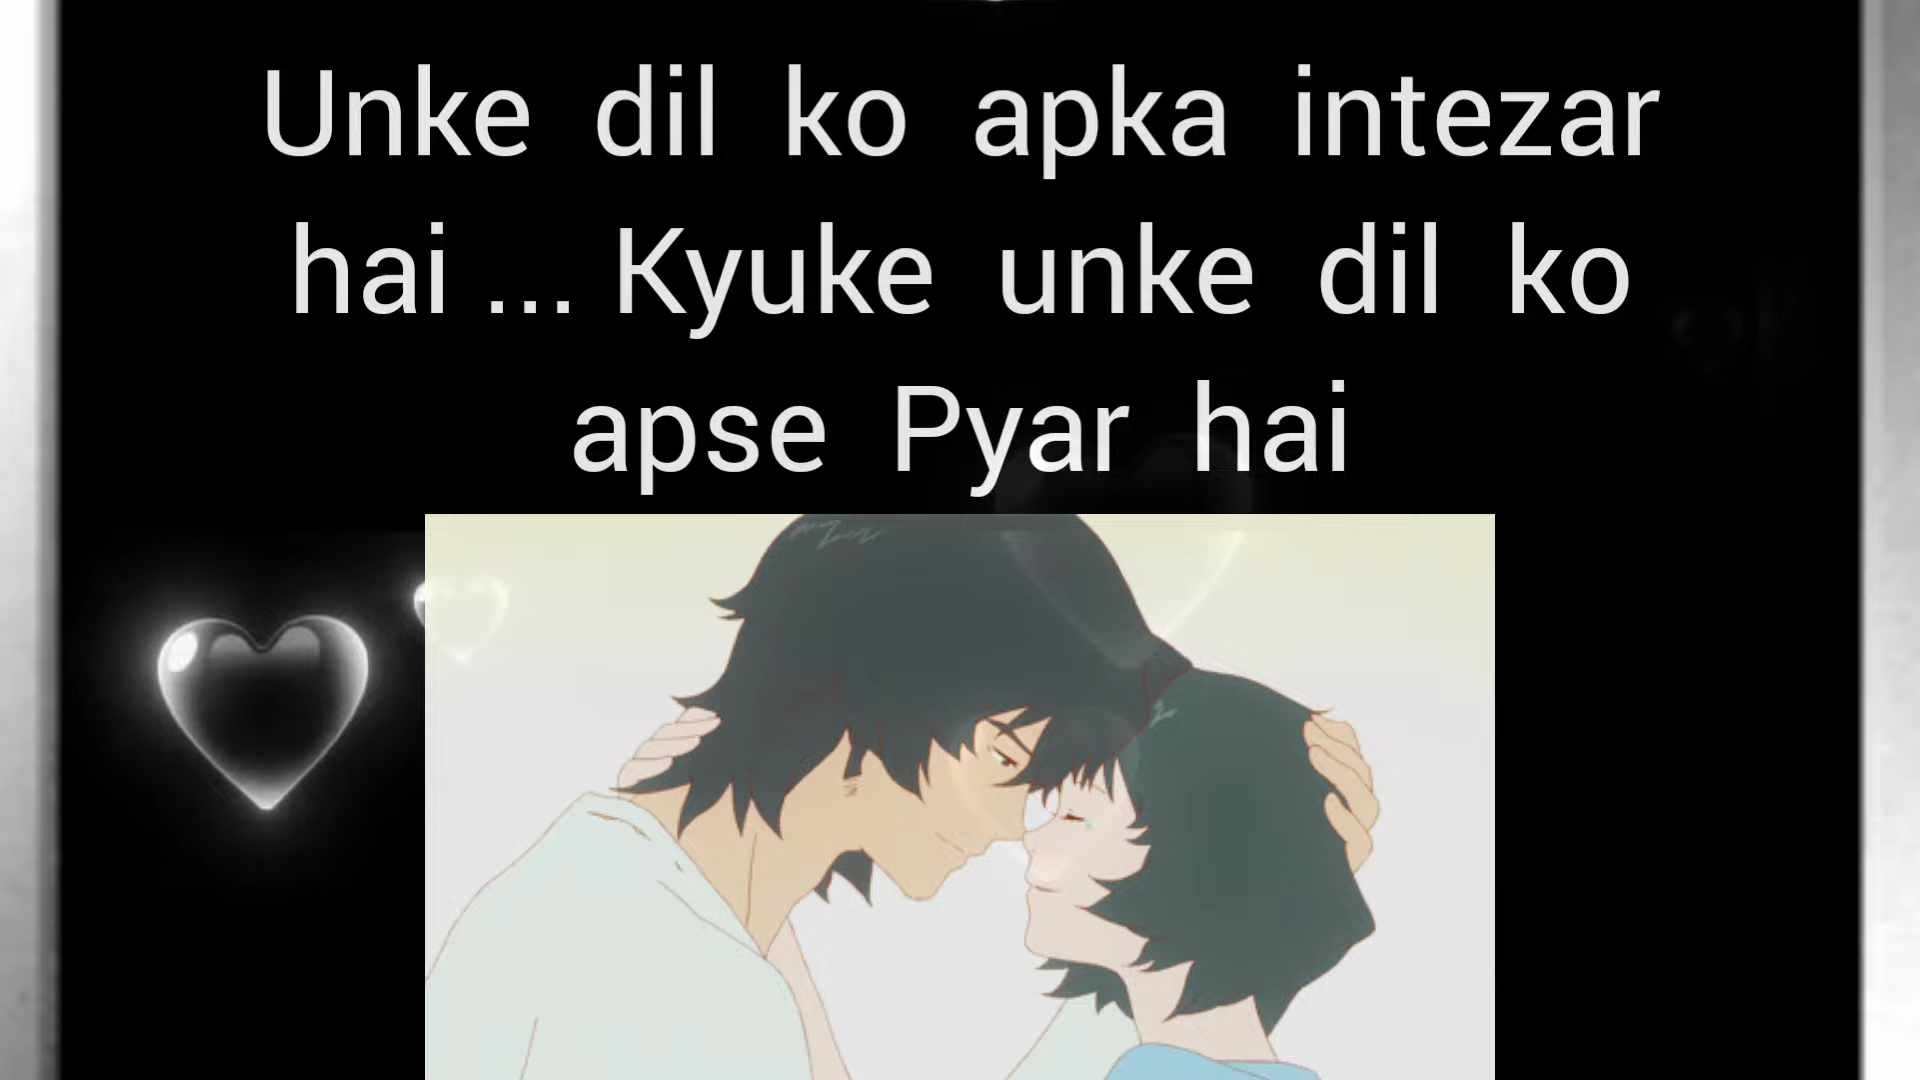 Unke dil ko apka intezar
hai ... Kyuke unke dil ko
apse Pyar hai